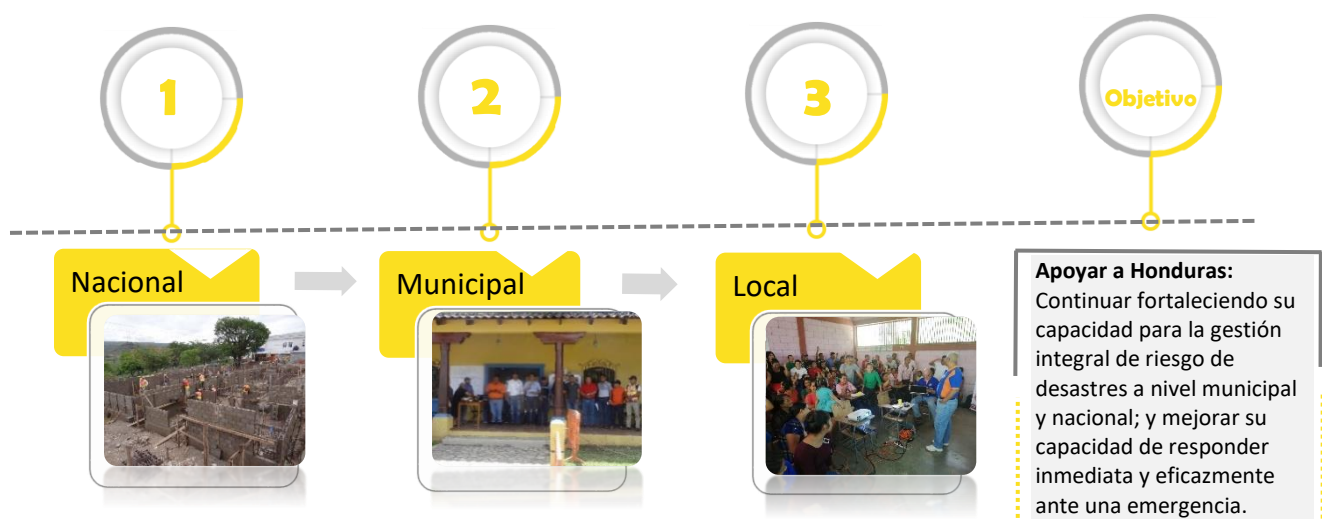 1
2
3
Objetivo
Nacional
Municipal
Local
Apoyar a Honduras:
Continuar fortaleciendo su
capacidad para la gestión
integral de riesgo de
desastres a nivel municipal
y nacional; y mejorar su
capacidad de responder
inmediata y eficazmente
ante una emergencia.